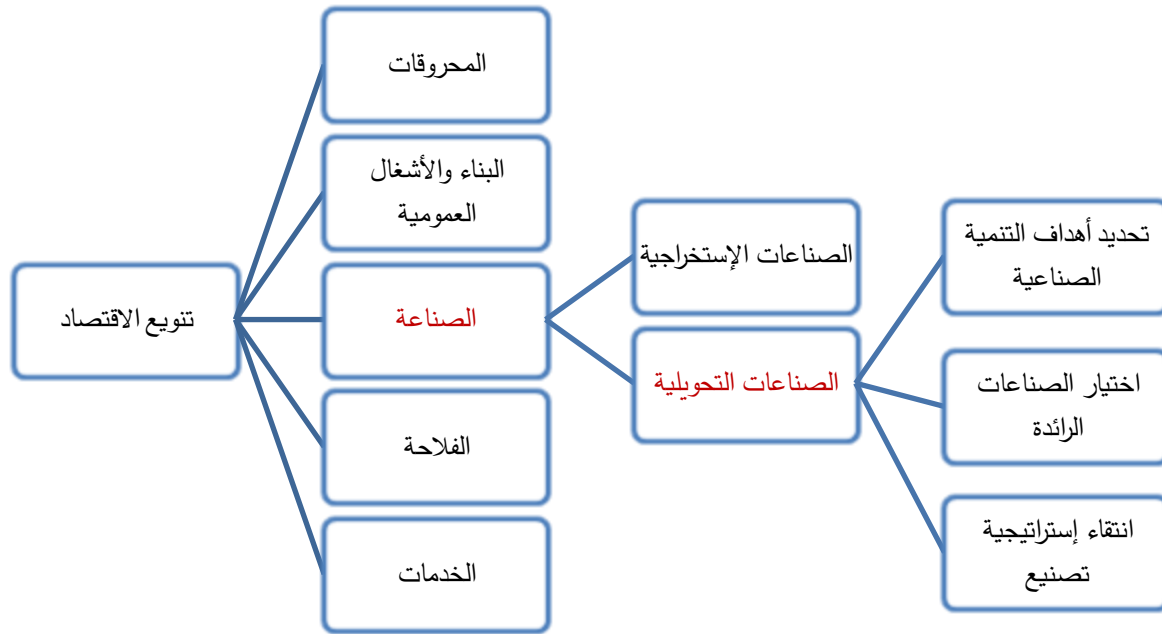 تنويع الاقتصاد
المحروقات
البناء والأشغال
العمومية
الصناعة
الفلاحة
الخدمات
الصناعات الإستخراجية
الصناعات التحويلية
تحديد أهداف التنمية
الصناعية
اختيار الصناعات
الرائدة
انتقاء إستراتيجية
تصنيع